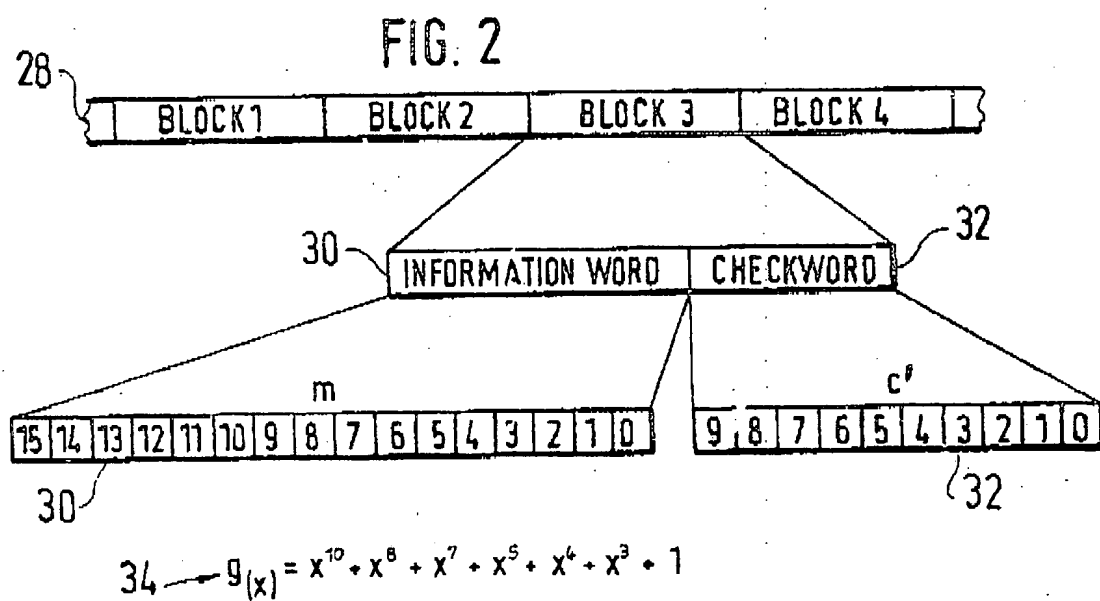 FIG. 2
28
BLOCK 1 BLOCK 2 BLOCK 3 BLOCK 4
30 32
INFORMATION WORD CHECKWORD
m c'
15 14 13 12 11 10 9 8 7 6 5 4 3 2 1 0 9 8 7 6 5 4 3 2 1 0
30 32
34 g(x) = x¹⁰ + x⁸ + x⁷ + x⁵ + x⁴ + x³ + 1